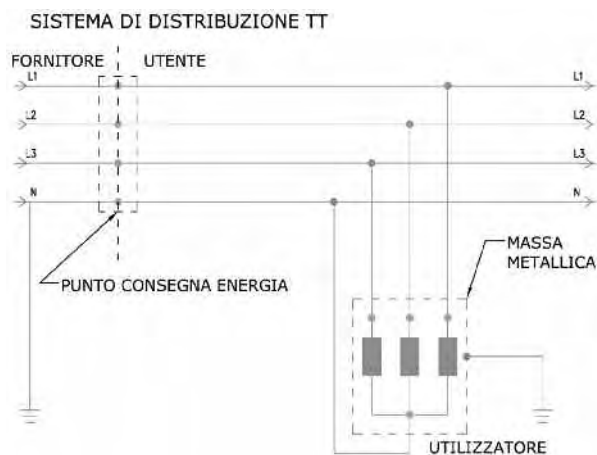 SISTEMA DI DISTRIBUZIONE TT
FORNITORE UTENTE
L1 L1
L2 L2
L3 L3
N N
MASSA
METALLICA
PUNTO CONSEGNA ENERGIA
UTILIZZATORE